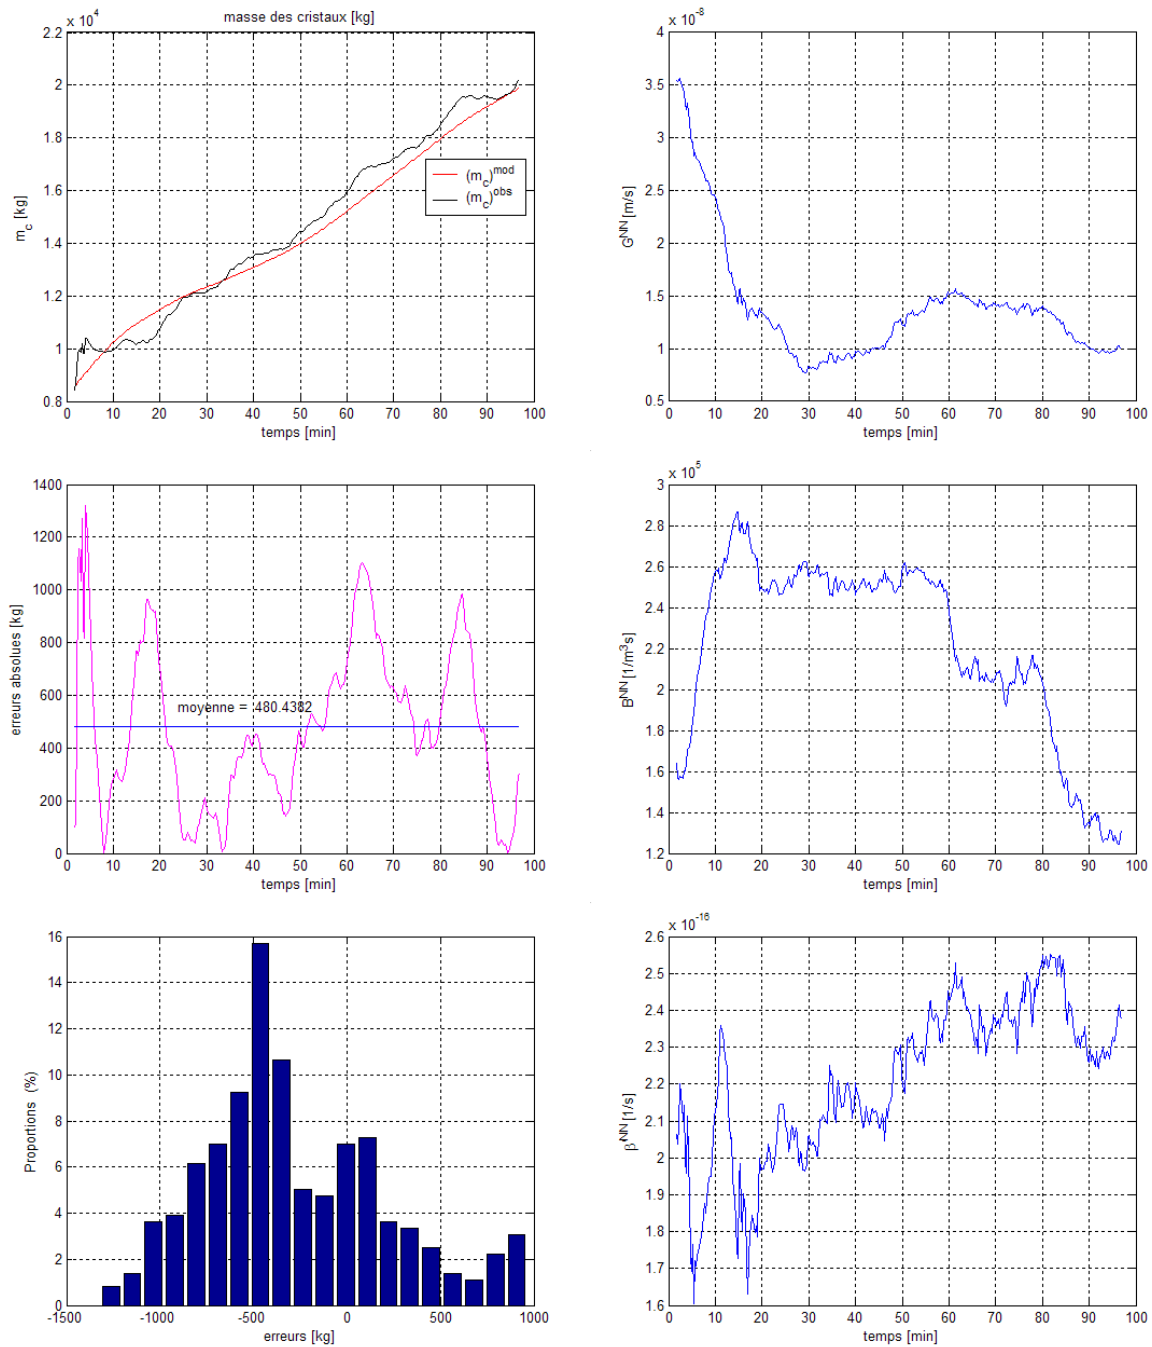 masse des cristaux [kg]
x 10^4
2.2
2
1.8
1.6
1.4
1.2
1
0.8
m_c [kg]
(m_c)^mod
(m_c)^obs
0 10 20 30 40 50 60 70 80 90 100
temps [min]
x 10^-8
4
3.5
3
2.5
2
1.5
1
0.5
G^NN [m/s]
0 10 20 30 40 50 60 70 80 90 100
temps [min]
1400
1200
1000
800
600
400
200
0
erreurs absolues [kg]
moyenne = 480.4382
0 10 20 30 40 50 60 70 80 90 100
temps [min]
x 10^5
3
2.8
2.6
2.4
2.2
2
1.8
1.6
1.4
1.2
B^NN [1/m^3s]
0 10 20 30 40 50 60 70 80 90 100
temps [min]
16
14
12
10
8
6
4
2
0
Proportions (%)
-1500 -1000 -500 0 500 1000
erreurs [kg]
x 10^-16
2.6
2.5
2.4
2.3
2.2
2.1
2
1.9
1.8
1.7
1.6
β^NN [1/s]
0 10 20 30 40 50 60 70 80 90 100
temps [min]